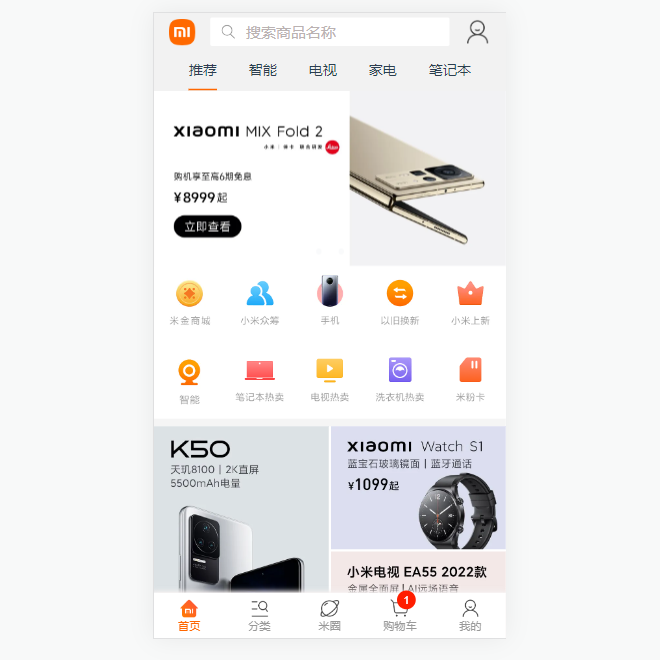 搜索商品名称
推荐 智能 电视 家电 笔记本
xiaomi MIX Fold 2
小米 | 徕卡 联合研发
购机享至高6期免息
¥8999起
立即查看
米金商城 小米众筹 手机 以旧换新 小米上新
智能 笔记本热卖 电视热卖 洗衣机热卖 米粉卡
K50
天玑8100 | 2K直屏
5500mAh电量
xiaomi Watch S1
蓝宝石玻璃镜面 | 蓝牙通话
¥1099起
小米电视 EA55 2022款
金属全面屏 | AI远场语音
1
首页 分类 米圈 购物车 我的